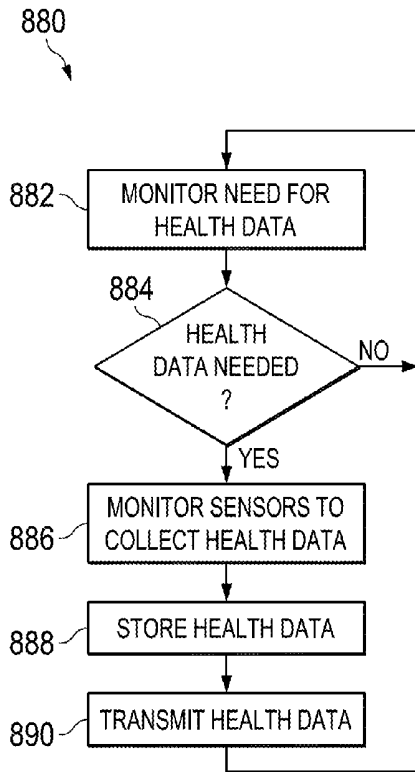 880
882
MONITOR NEED FOR
HEALTH DATA
884
HEALTH
DATA NEEDED
?
NO
YES
886
MONITOR SENSORS TO
COLLECT HEALTH DATA
888
STORE HEALTH DATA
890
TRANSMIT HEALTH DATA